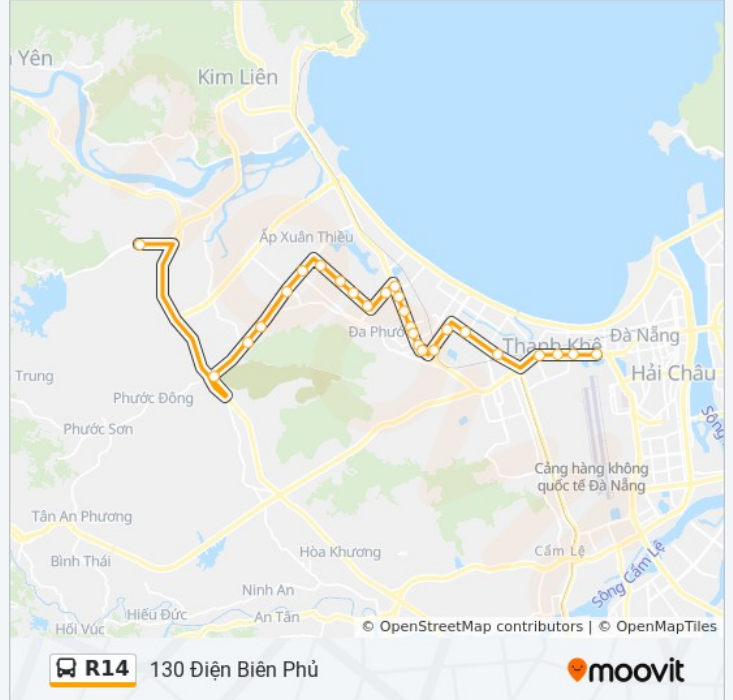 Yên
Kim Liên
Ấp Xuân Thiều
Đa Phướ
Thanh Khê
Đà Nẵng
Hải Châu
Trung
Phước Đông
Phước Sơn
Sông
Cảng hàng không
quốc tế Đà Nẵng
Tân An Phương
Hòa Khương
Cẩm Lệ
Bình Thái
Sông Cẩm Lệ
Ninh An
Hiếu Đức
An Tân
Hối Vúc
© OpenStreetMap contributors | © OpenMapTiles
R14 130 Điện Biên Phủ
moovit